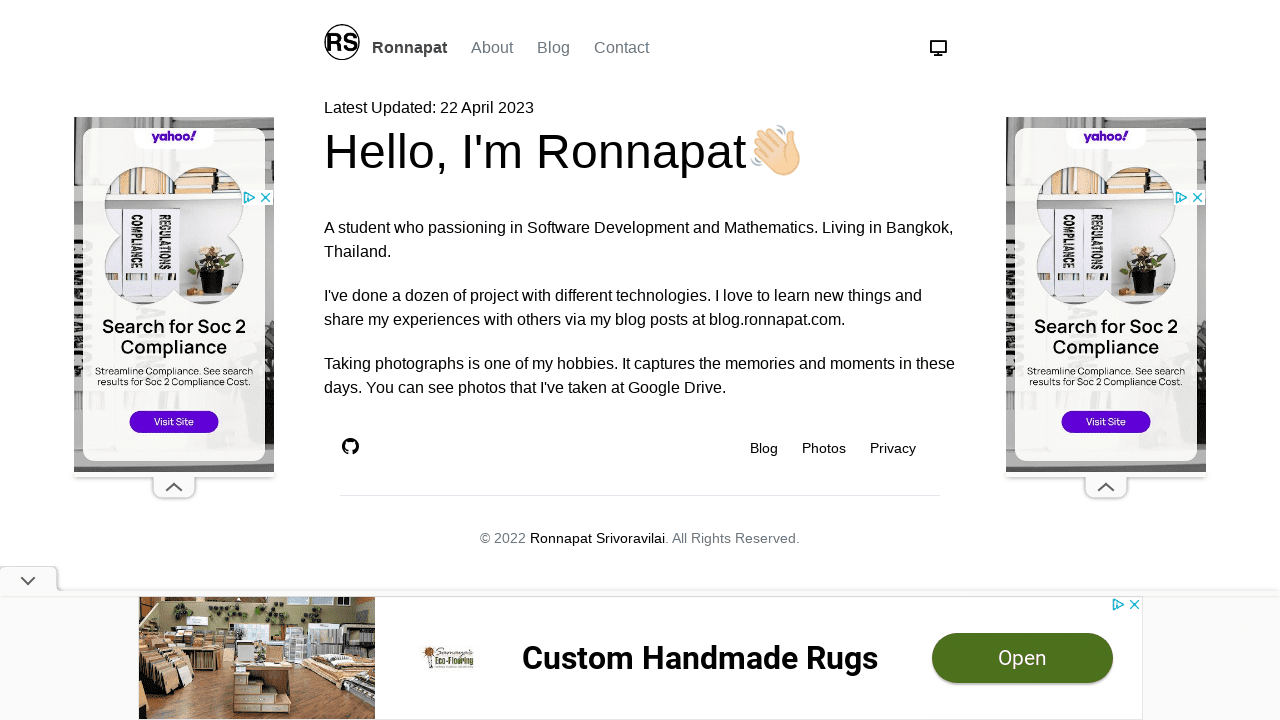 RS
Ronnapat About Blog Contact
Latest Updated: 22 April 2023
Hello, I'm Ronnapat👋🏼
A student who passioning in Software Development and Mathematics. Living in Bangkok,
Thailand.
I've done a dozen of project with different technologies. I love to learn new things and
share my experiences with others via my blog posts at blog.ronnapat.com.
Taking photographs is one of my hobbies. It captures the memories and moments in these
days. You can see photos that I've taken at Google Drive.
Blog Photos Privacy
© 2022 Ronnapat Srivoravilai. All Rights Reserved.
yahoo!
COMPLIANCE
REGULATIONS
COMPLIANCE
Search for Soc 2
Compliance
Streamline Compliance. See search
results for Soc 2 Compliance Cost.
Visit Site
yahoo!
COMPLIANCE
REGULATIONS
COMPLIANCE
Search for Soc 2
Compliance
Streamline Compliance. See search
results for Soc 2 Compliance Cost.
Visit Site
Eco-Flooring
Custom Handmade Rugs
Open